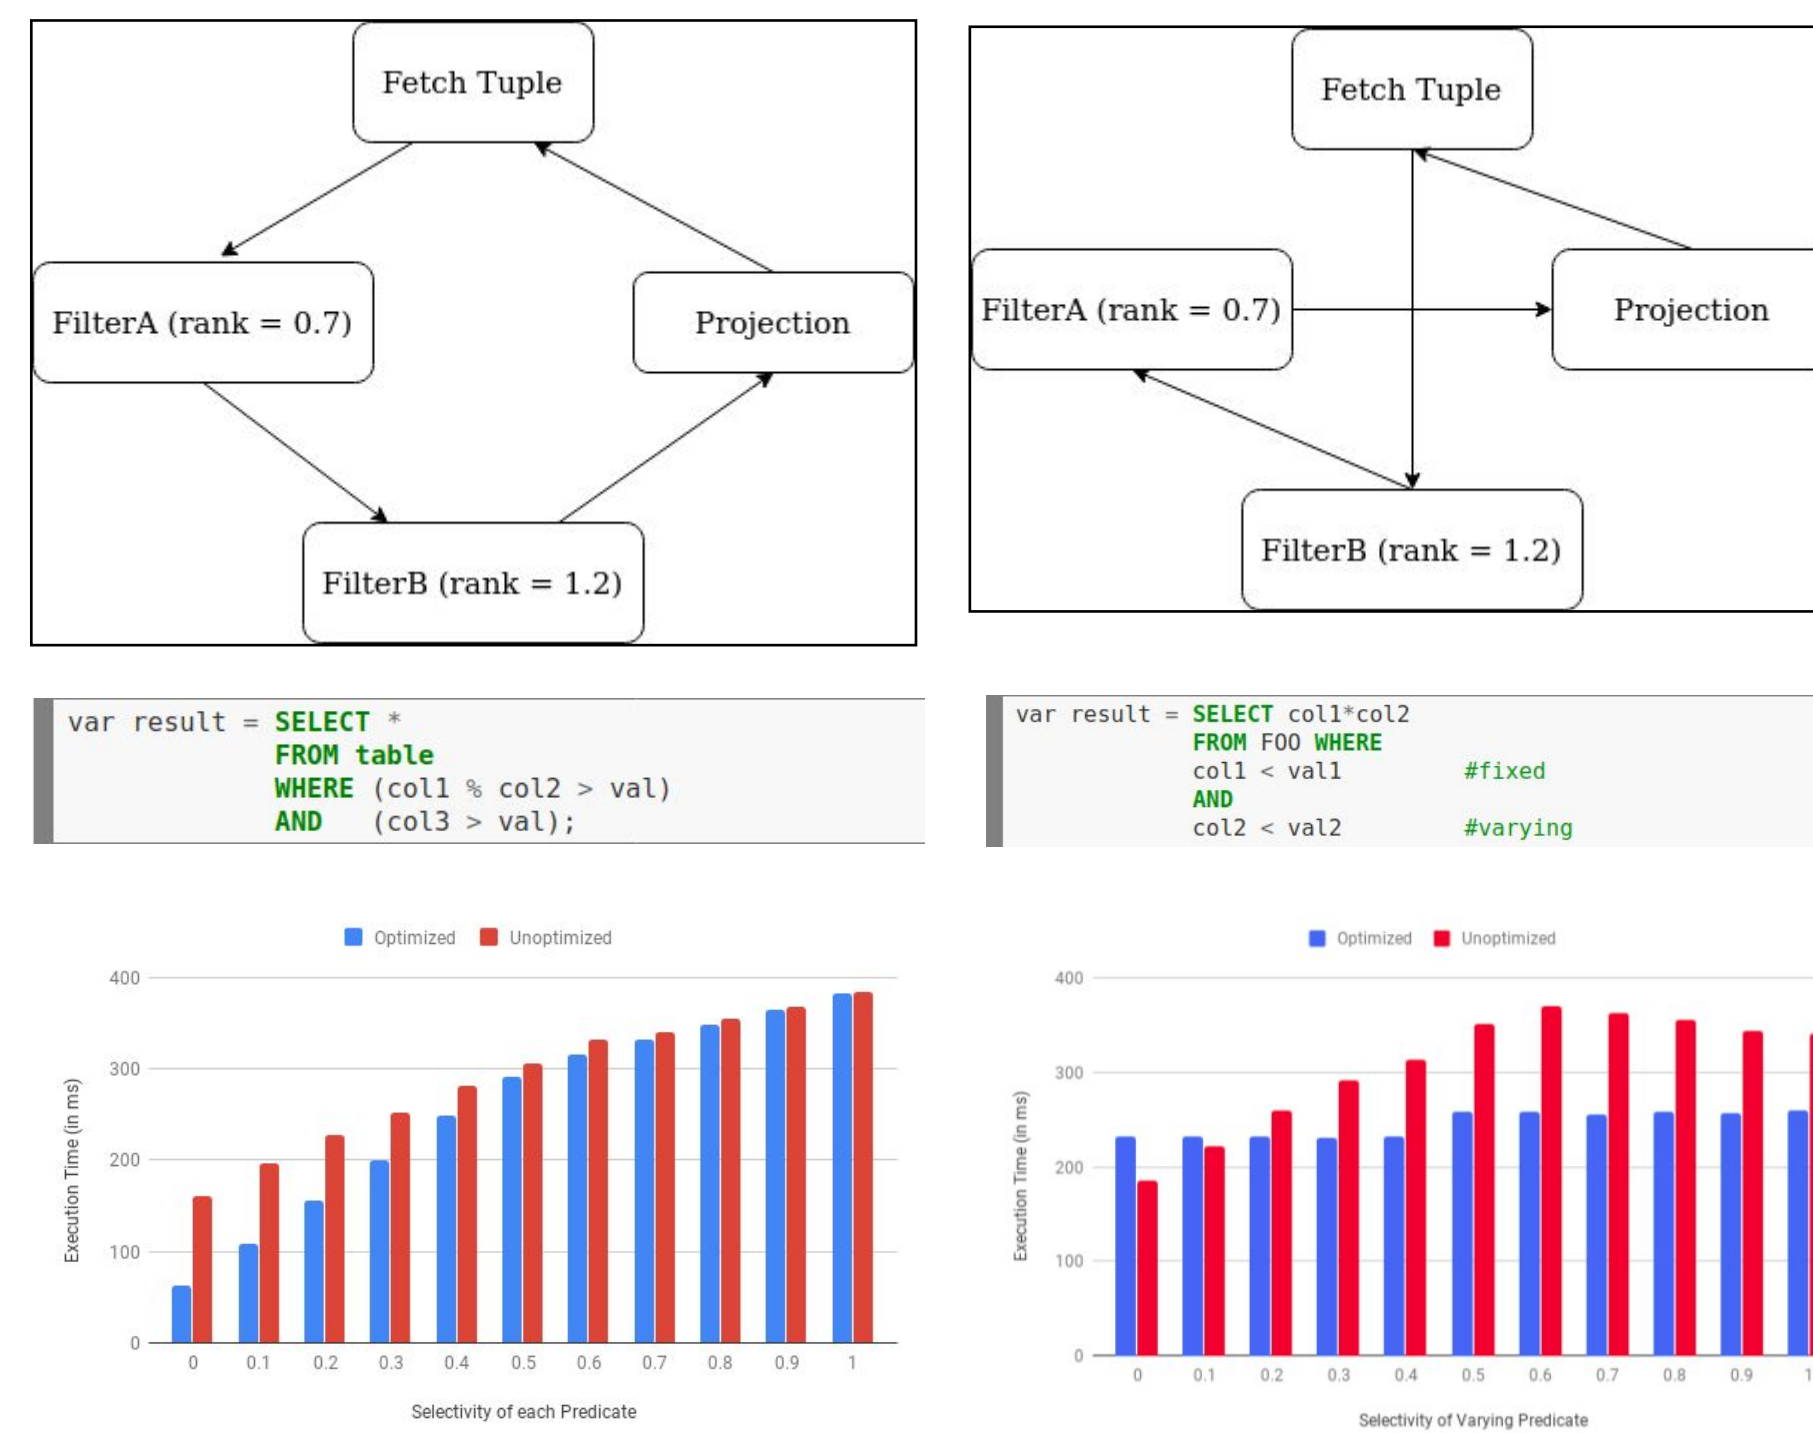 Fetch Tuple
FilterA (rank = 0.7)
Projection
FilterB (rank = 1.2)
Fetch Tuple
FilterA (rank = 0.7)
Projection
FilterB (rank = 1.2)
var result = SELECT *
FROM table
WHERE (col1 % col2 > val)
AND (col3 > val);
var result = SELECT col1*col2
FROM FOO WHERE
col1 < val1 #fixed
AND
col2 < val2 #varying
Optimized Unoptimized
Execution Time (in ms)
400
300
200
100
0
0 0.1 0.2 0.3 0.4 0.5 0.6 0.7 0.8 0.9 1
Selectivity of each Predicate
Optimized Unoptimized
Execution Time (in ms)
400
300
200
100
0
0 0.1 0.2 0.3 0.4 0.5 0.6 0.7 0.8 0.9 1
Selectivity of Varying Predicate